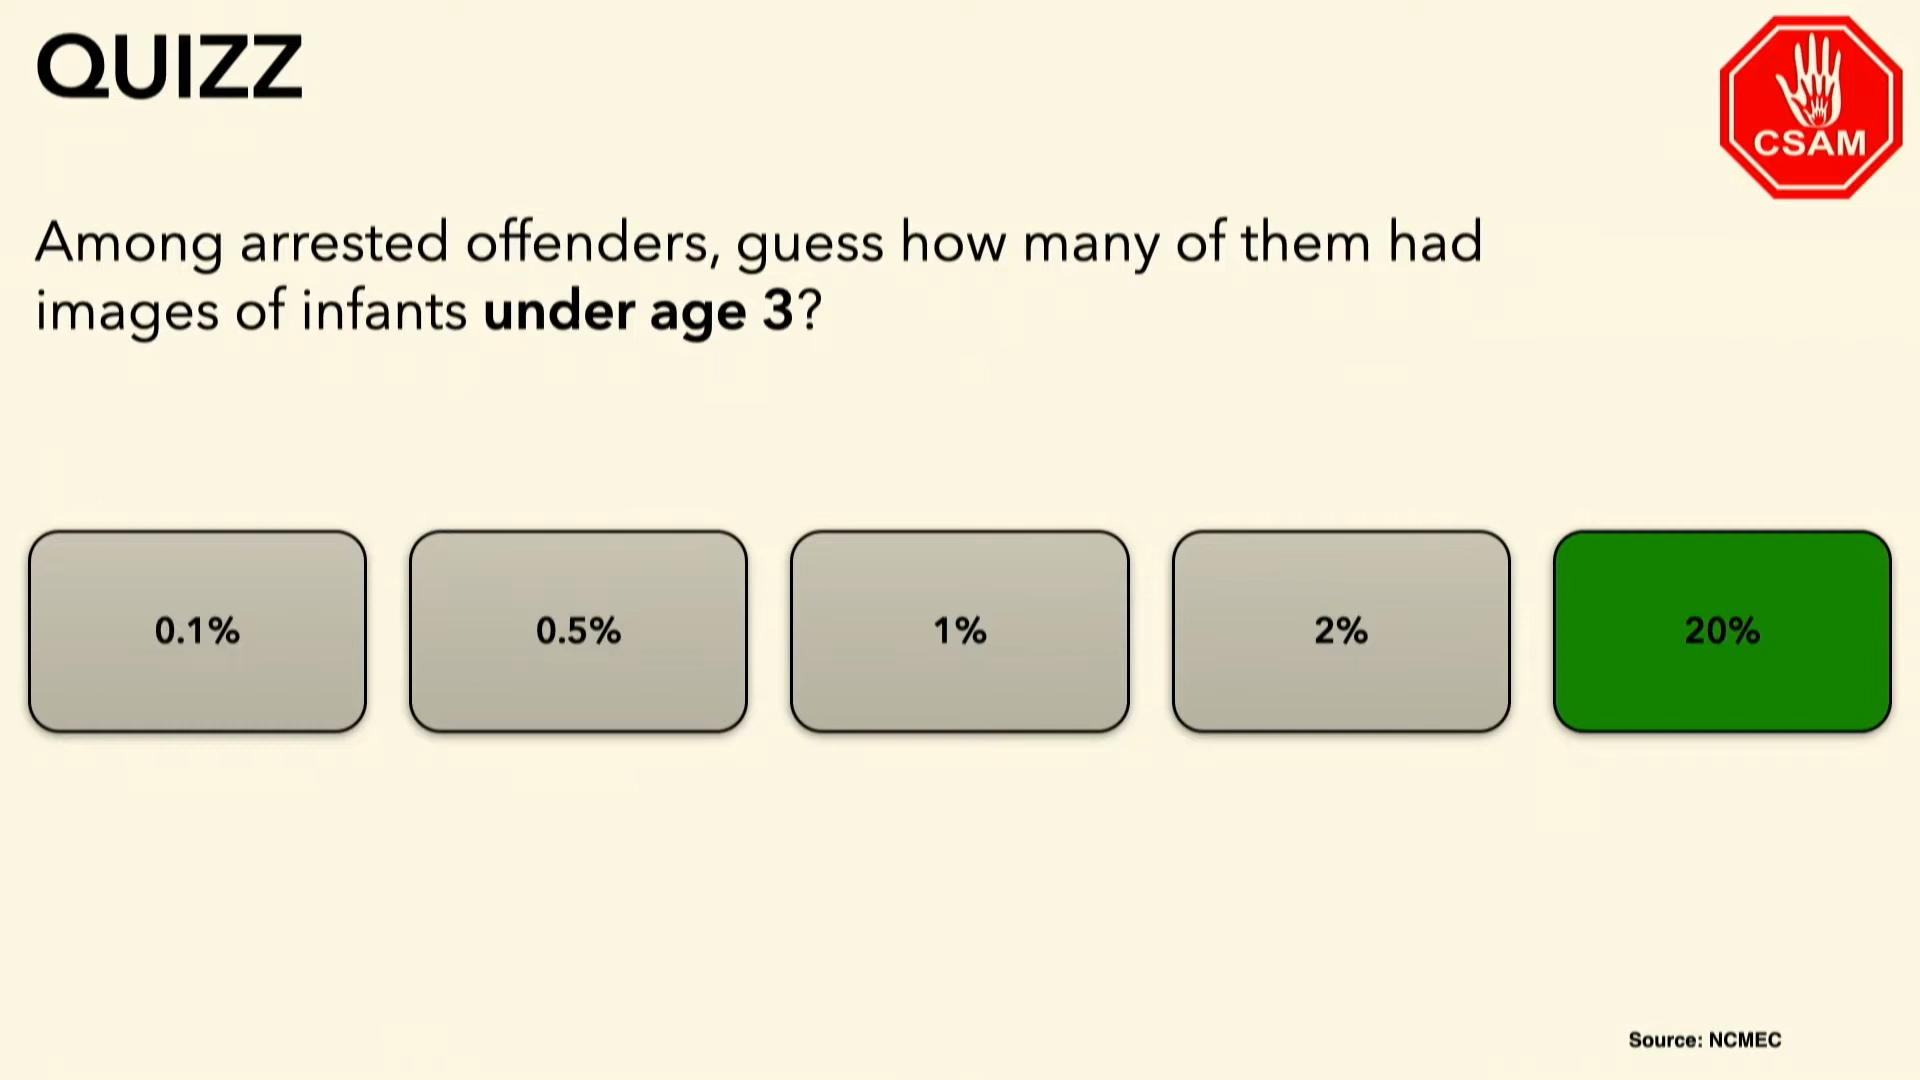 QUIZZ
CSAM
Among arrested offenders, guess how many of them had
images of infants under age 3?
0.1%
0.5%
1%
2%
20%
Source: NCMEC